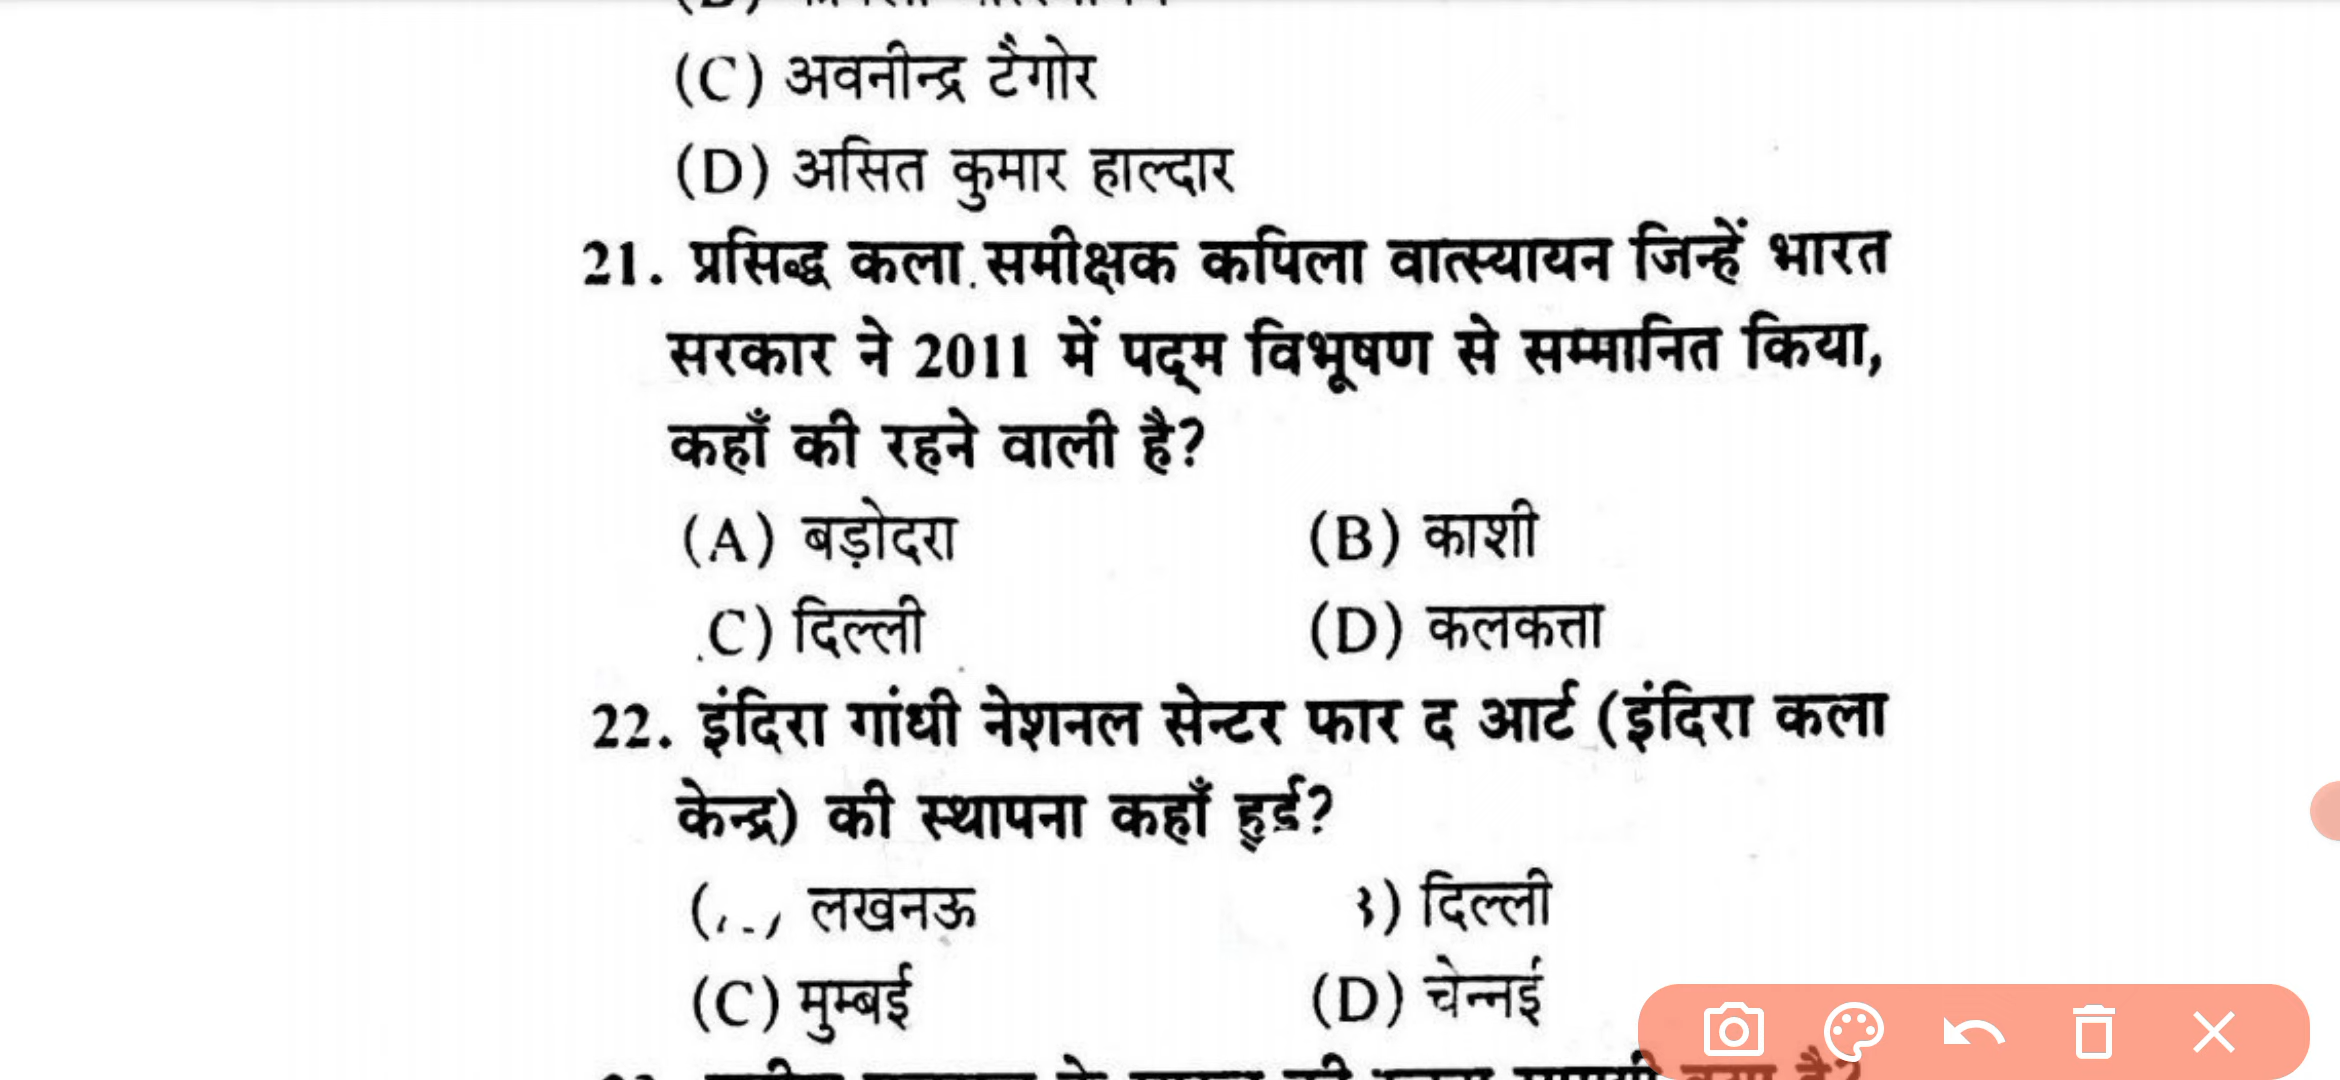 (C) अवनीन्द्र टैगोर
(D) असित कुमार हाल्दार
21. प्रसिद्ध कला समीक्षक कपिला वात्स्यायन जिन्हें भारत
सरकार ने 2011 में पद्म विभूषण से सम्मानित किया,
कहाँ की रहने वाली है?
(A) बड़ोदरा (B) काशी
C) दिल्ली (D) कलकत्ता
22. इंदिरा गांधी नेशनल सेन्टर फार द आर्ट (इंदिरा कला
केन्द्र) की स्थापना कहाँ हुई?
लखनऊ ) दिल्ली
(C) मुम्बई (D) चेन्नई